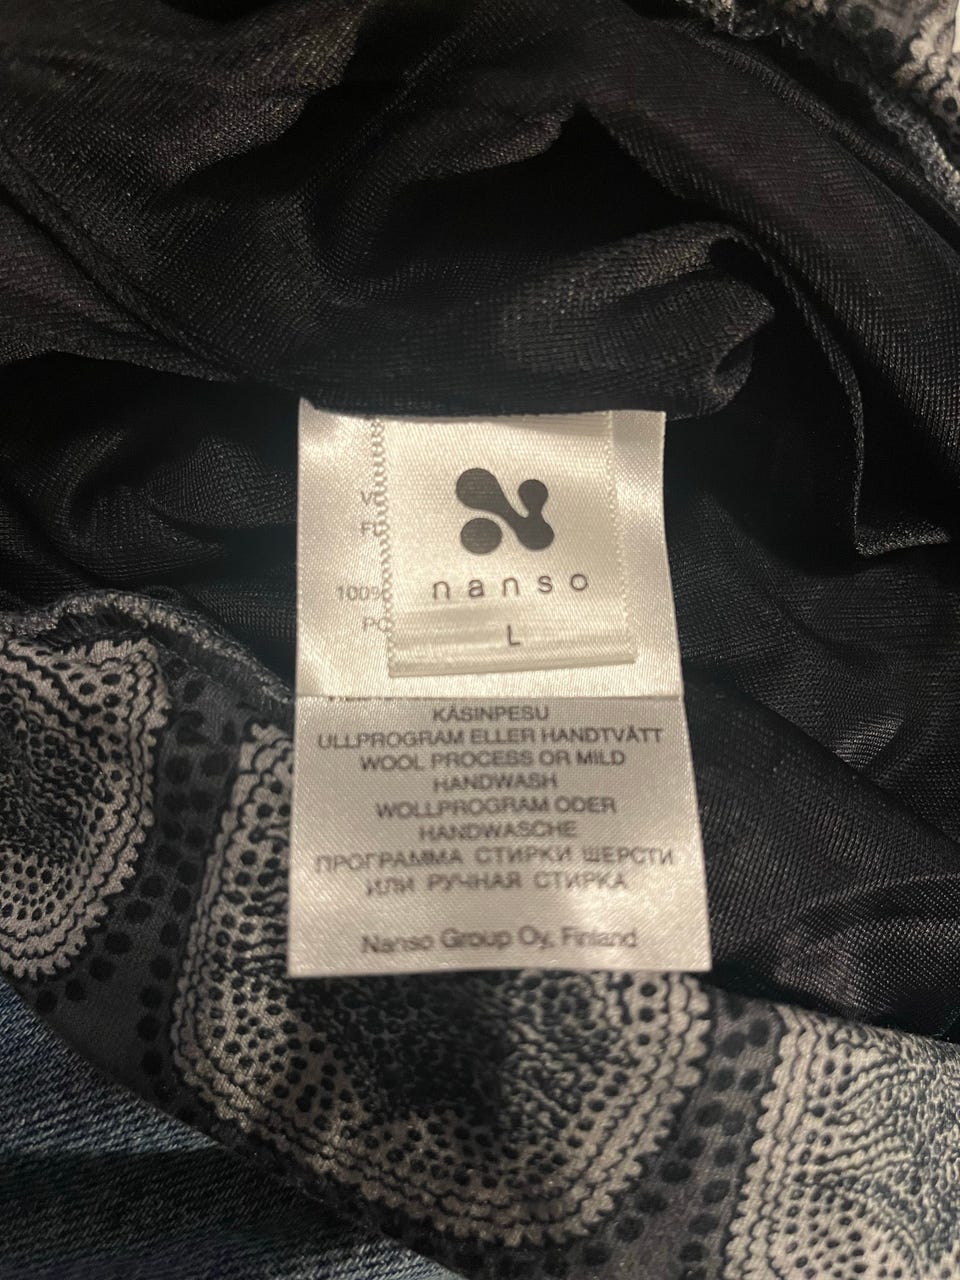 nanso
L
100%
KÄSINPESU
ULLPROGRAM ELLER HANDTVÄTT
WOOL PROCESS OR MILD
HANDWASH
WOLLPROGRAM ODER
HANDWASCHE
ПРОГРАММА СТИРКИ ШЕРСТИ
ИЛИ РУЧНАЯ СТИРКА
Nanso Group Oy, Finland